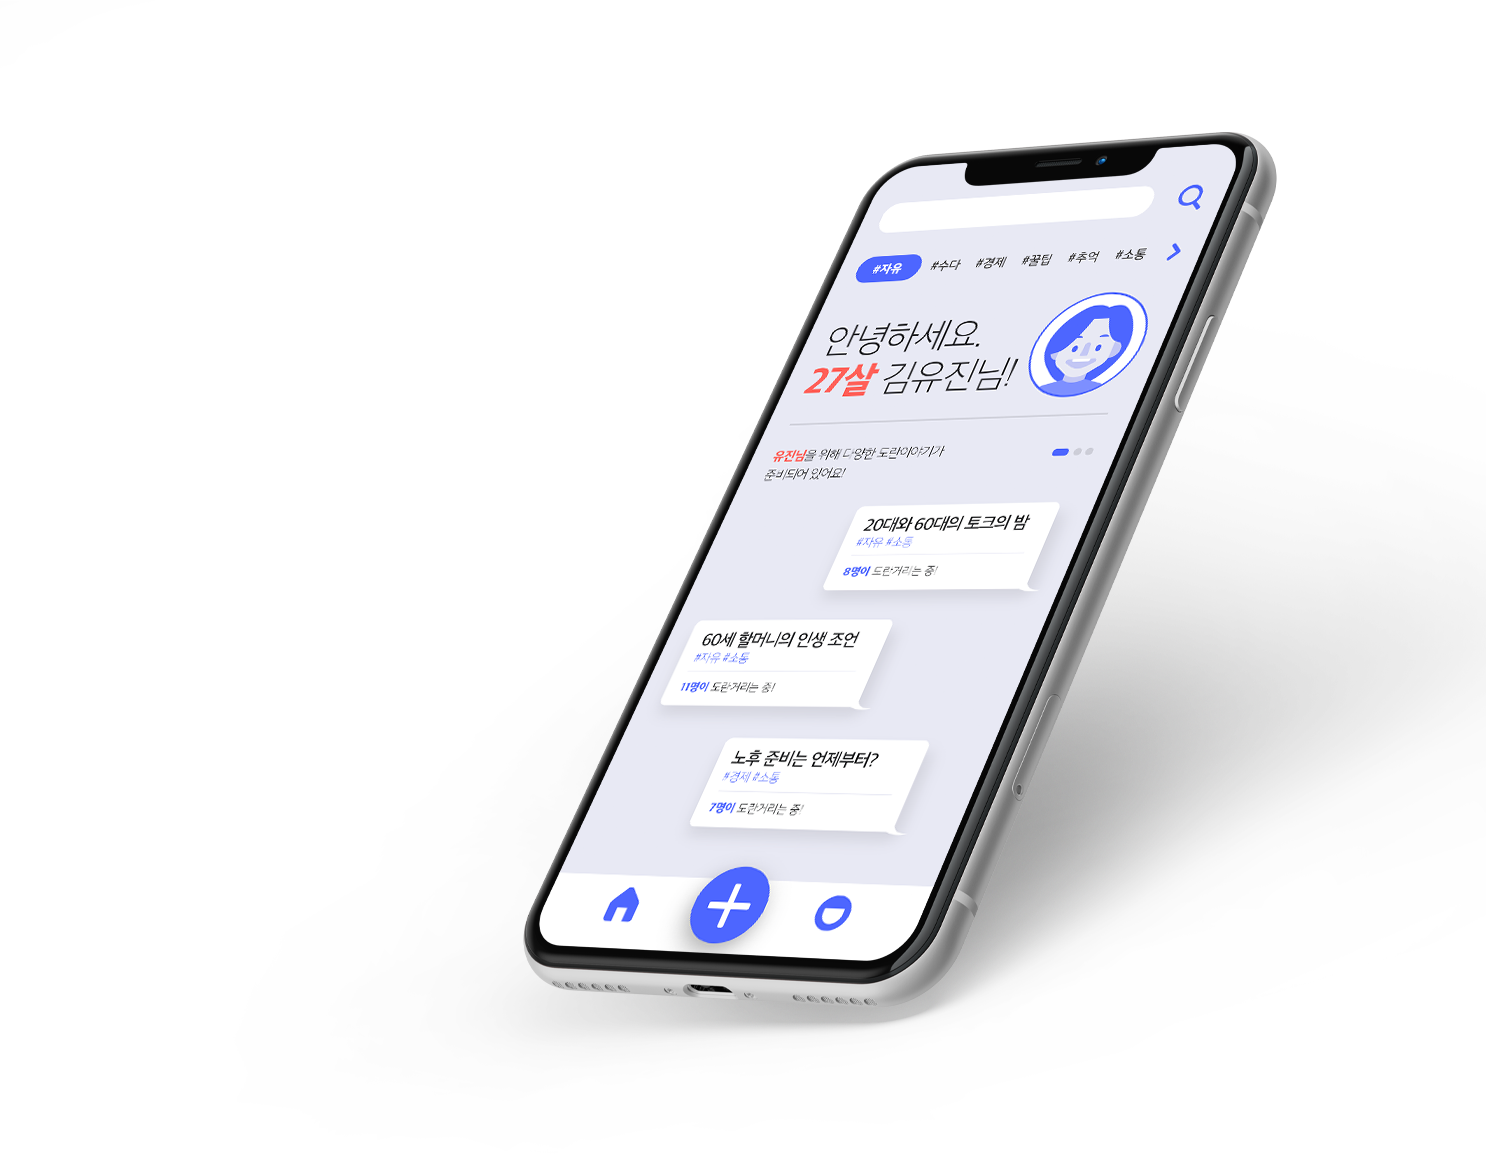 #자유 #수다 #경제 #꿀팁 #추억 #소통
안녕하세요.
27살 김유진님!
유진님을 위해 다양한 도란이야기가
준비되어 있어요!
20대와 60대의 토크의 밤
#자유 #소통
8명이 도란거리는 중!
60세 할머니의 인생 조언
#자유 #소통
11명이 도란거리는 중!
노후 준비는 언제부터?
#경제 #소통
7명이 도란거리는 중!